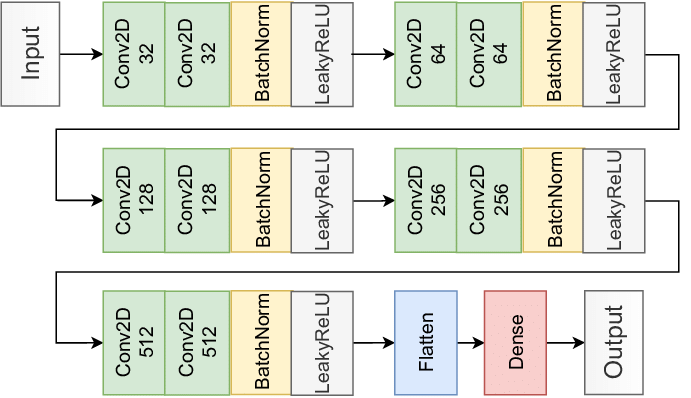 Input
Conv2D
32
Conv2D
32
BatchNorm
LeakyReLU
Conv2D
64
Conv2D
64
BatchNorm
LeakyReLU
Conv2D
128
Conv2D
128
BatchNorm
LeakyReLU
Conv2D
256
Conv2D
256
BatchNorm
LeakyReLU
Conv2D
512
Conv2D
512
BatchNorm
LeakyReLU
Flatten
Dense
Output